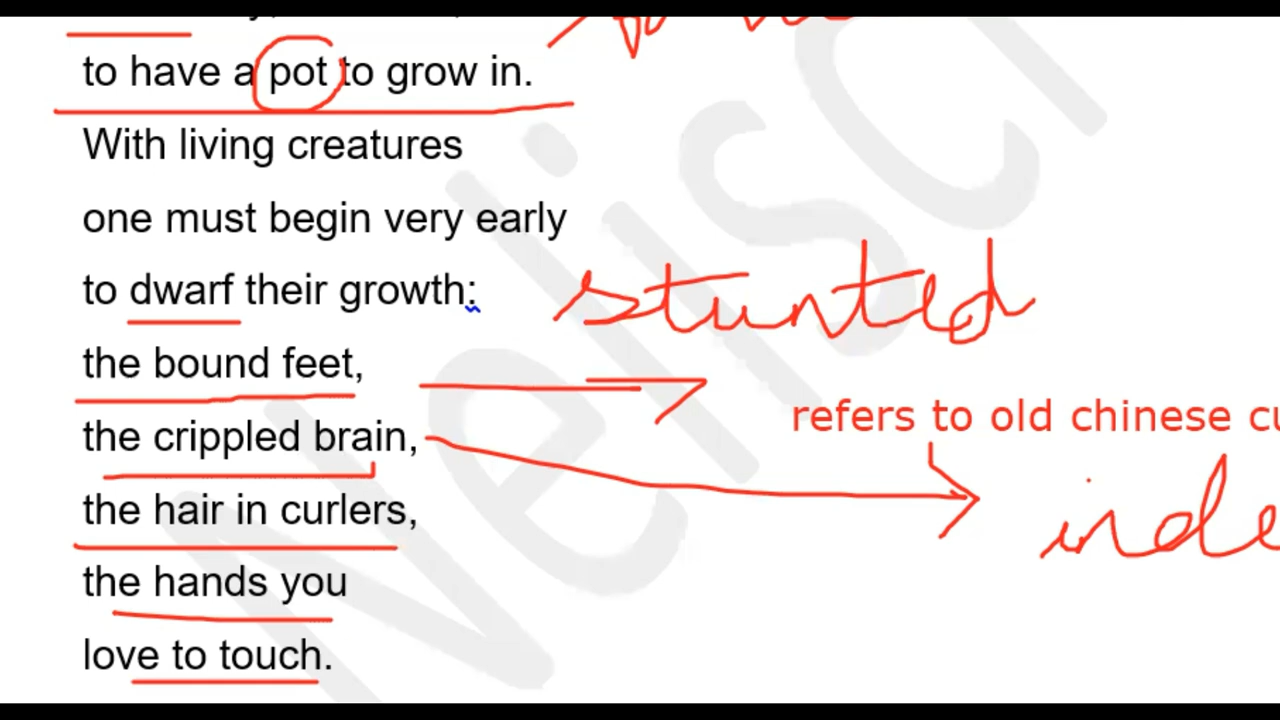 to have a pot to grow in.
With living creatures
one must begin very early
to dwarf their growth:
stunted
the bound feet,
refers to old chinese
the crippled brain,
the hair in curlers,
the hands you
love to touch.